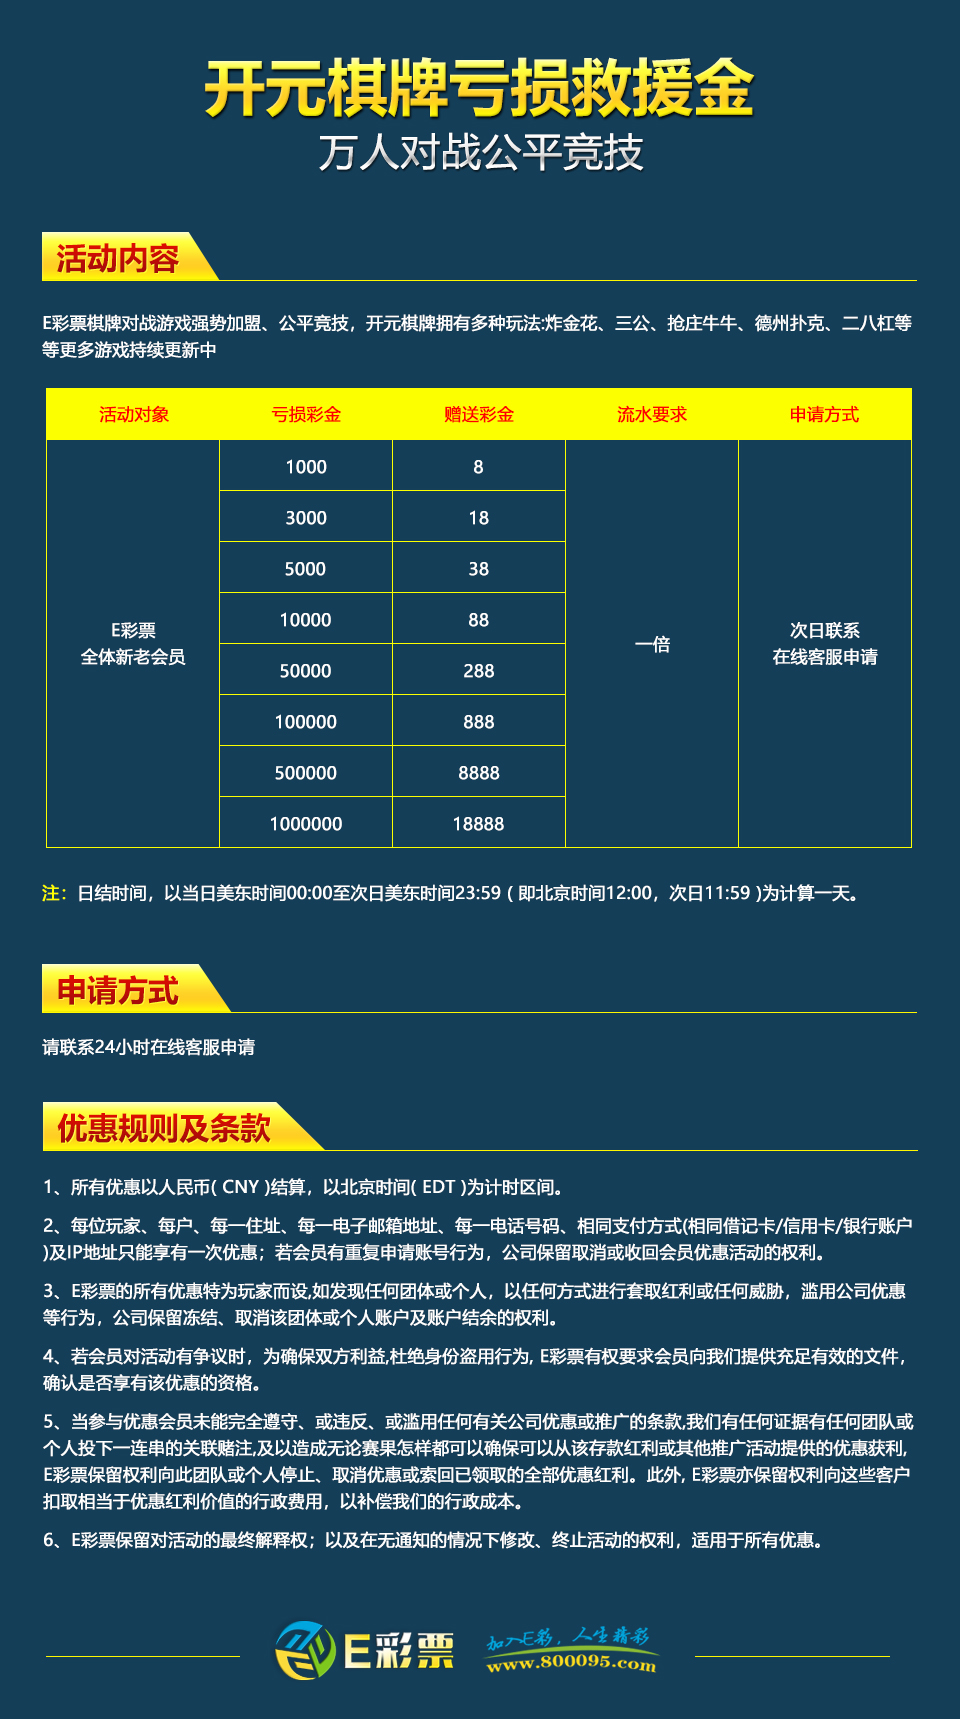 开元棋牌亏损救援金
万人对战公平竞技
活动内容
E彩票棋牌对战游戏强势加盟、公平竞技，开元棋牌拥有多种玩法:炸金花、三公、抢庄牛牛、德州扑克、二八杠等
等更多游戏持续更新中
活动对象 亏损彩金 赠送彩金 流水要求 申请方式
1000 8
3000 18
5000 38
10000 88
50000 288
100000 888
500000 8888
1000000 18888
E彩票
全体新老会员
一倍
次日联系
在线客服申请
注：日结时间，以当日美东时间00:00至次日美东时间23:59 ( 即北京时间12:00，次日11:59 )为计算一天。
申请方式
请联系24小时在线客服申请
优惠规则及条款
1、所有优惠以人民币( CNY )结算，以北京时间( EDT )为计时区间。
2、每位玩家、每户、每一住址、每一电子邮箱地址、每一电话号码、相同支付方式(相同借记卡/信用卡/银行账户
)及IP地址只能享有一次优惠；若会员有重复申请账号行为，公司保留取消或收回会员优惠活动的权利。
3、E彩票的所有优惠特为玩家而设,如发现任何团体或个人，以任何方式进行套取红利或任何威胁，滥用公司优惠
等行为，公司保留冻结、取消该团体或个人账户及账户结余的权利。
4、若会员对活动有争议时，为确保双方利益,杜绝身份盗用行为, E彩票有权要求会员向我们提供充足有效的文件，
确认是否享有该优惠的资格。
5、当参与优惠会员未能完全遵守、或违反、或滥用任何有关公司优惠或推广的条款,我们有任何证据有任何团队或
个人投下一连串的关联赌注,及以造成无论赛果怎样都可以确保可以从该存款红利或其他推广活动提供的优惠获利,
E彩票保留权利向此团队或个人停止、取消优惠或索回已领取的全部优惠红利。此外, E彩票亦保留权利向这些客户
扣取相当于优惠红利价值的行政费用，以补偿我们的行政成本。
6、E彩票保留对活动的最终解释权；以及在无通知的情况下修改、终止活动的权利，适用于所有优惠。
E彩票
加入E彩，人生精彩
www.800095.com